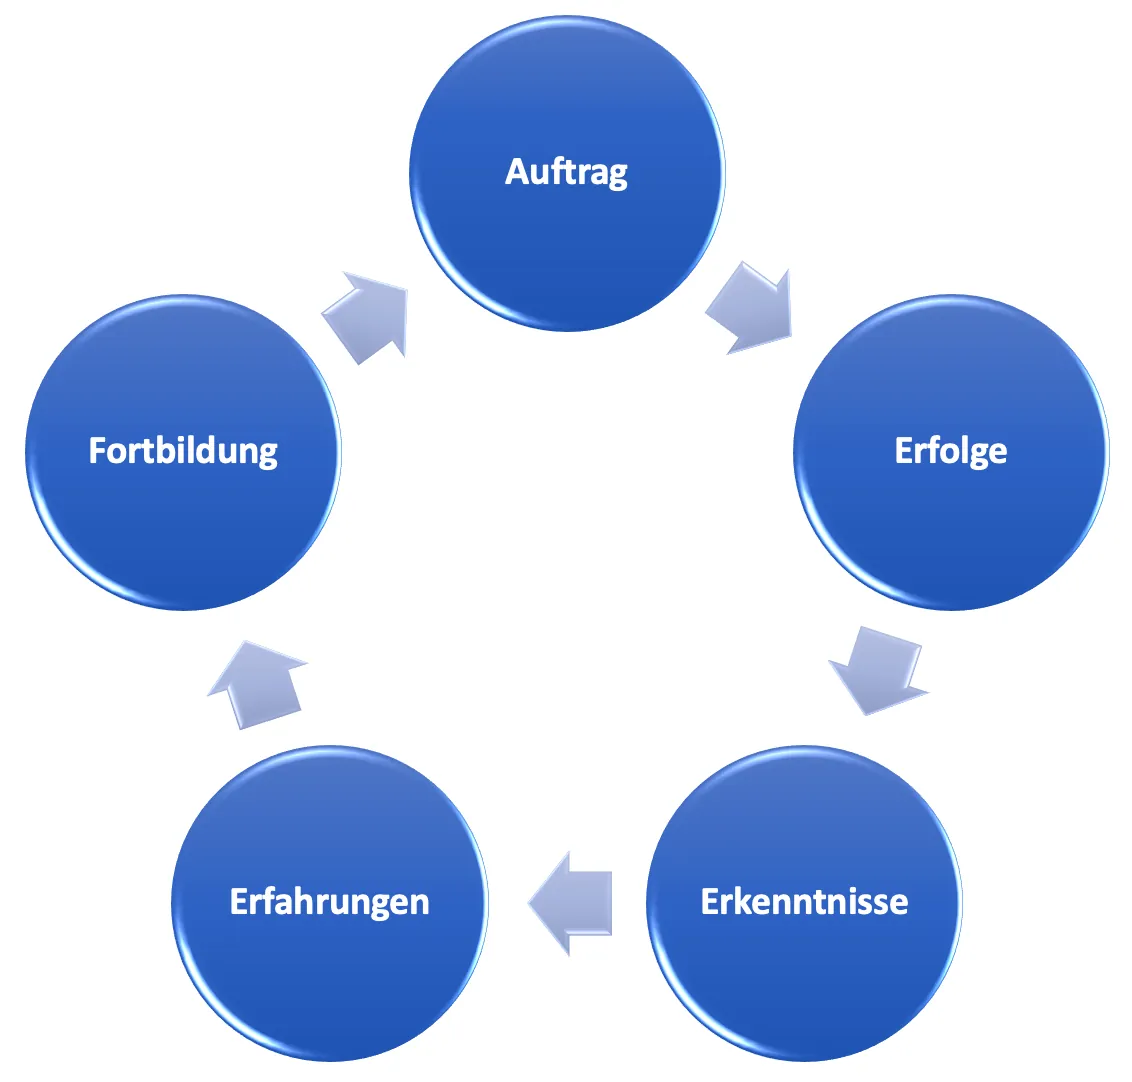 Auftrag
Erfolge
Erkenntnisse
Erfahrungen
Fortbildung